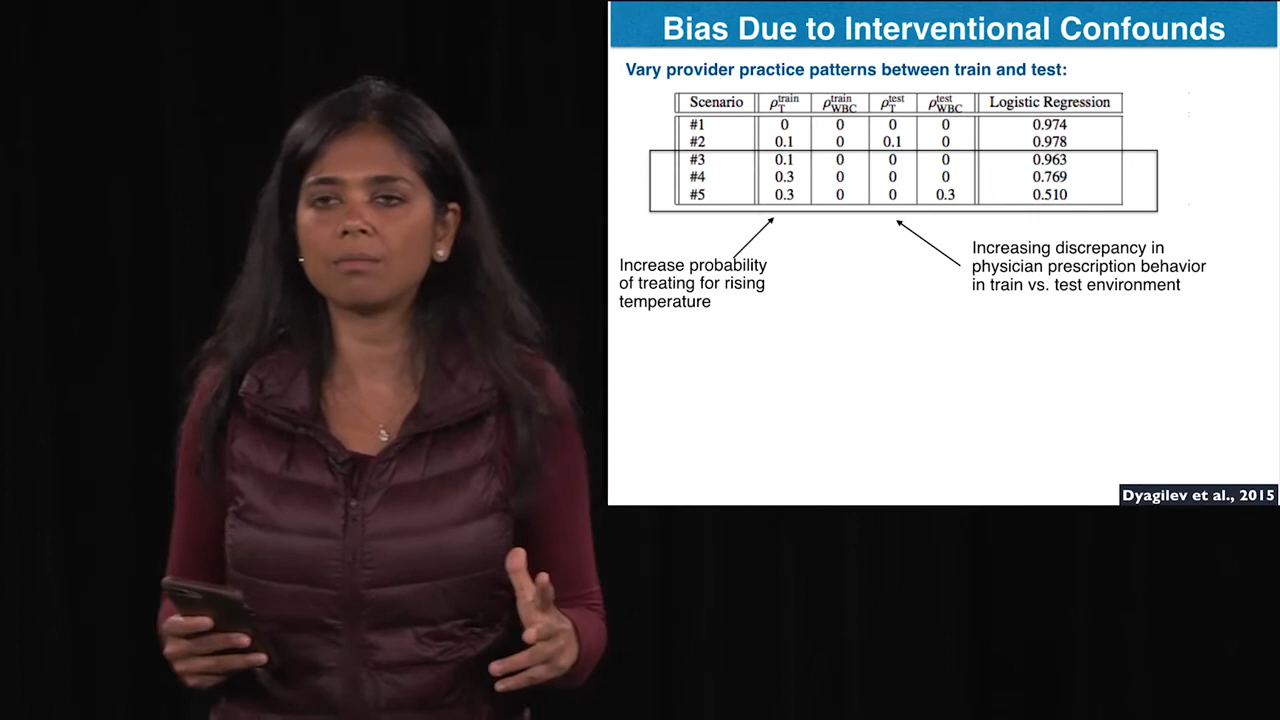 Bias Due to Interventional Confounds
Vary provider practice patterns between train and test:
Scenario ρ_T^train ρ_WBC^train ρ_T^test ρ_WBC^test Logistic Regression
#1 0 0 0 0 0.974
#2 0.1 0 0.1 0 0.978
#3 0.1 0 0 0 0.963
#4 0.3 0 0 0 0.769
#5 0.3 0 0 0.3 0.510
Increase probability
of treating for rising
temperature
Increasing discrepancy in
physician prescription behavior
in train vs. test environment
Dyagilev et al., 2015